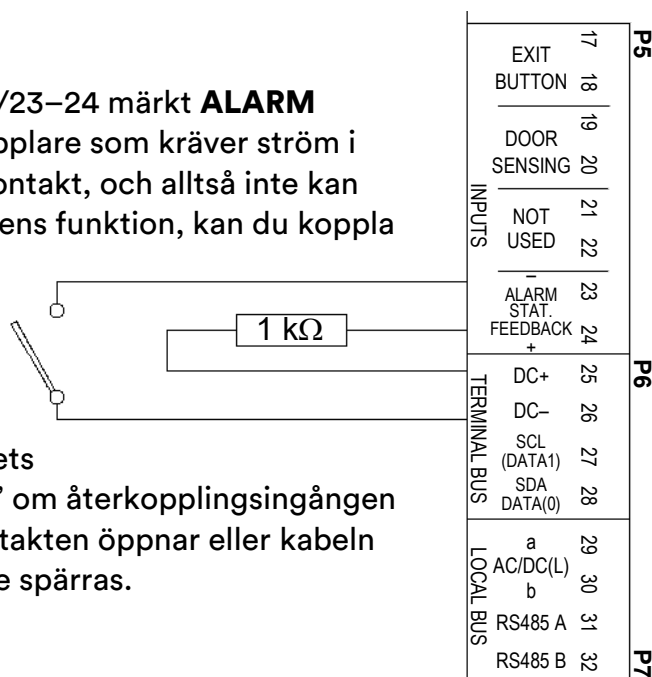 /23–24 märkt ALARM
pplare som kräver ström i
ontakt, och alltså inte kan
ens funktion, kan du koppla
1 kΩ
ets
” om återkopplingsingången
takten öppnar eller kabeln
e spärras.
P5
INPUTS
EXIT
BUTTON
17
18
DOOR
SENSING
19
20
NOT
USED
21
22
–
ALARM
STAT.
FEEDBACK
+
23
24
P6
TERMINAL BUS
DC+ 25
DC– 26
SCL
(DATA1) 27
SDA
DATA(0) 28
LOCAL BUS
a 29
AC/DC(L)
b 30
RS485 A 31
RS485 B 32
P7